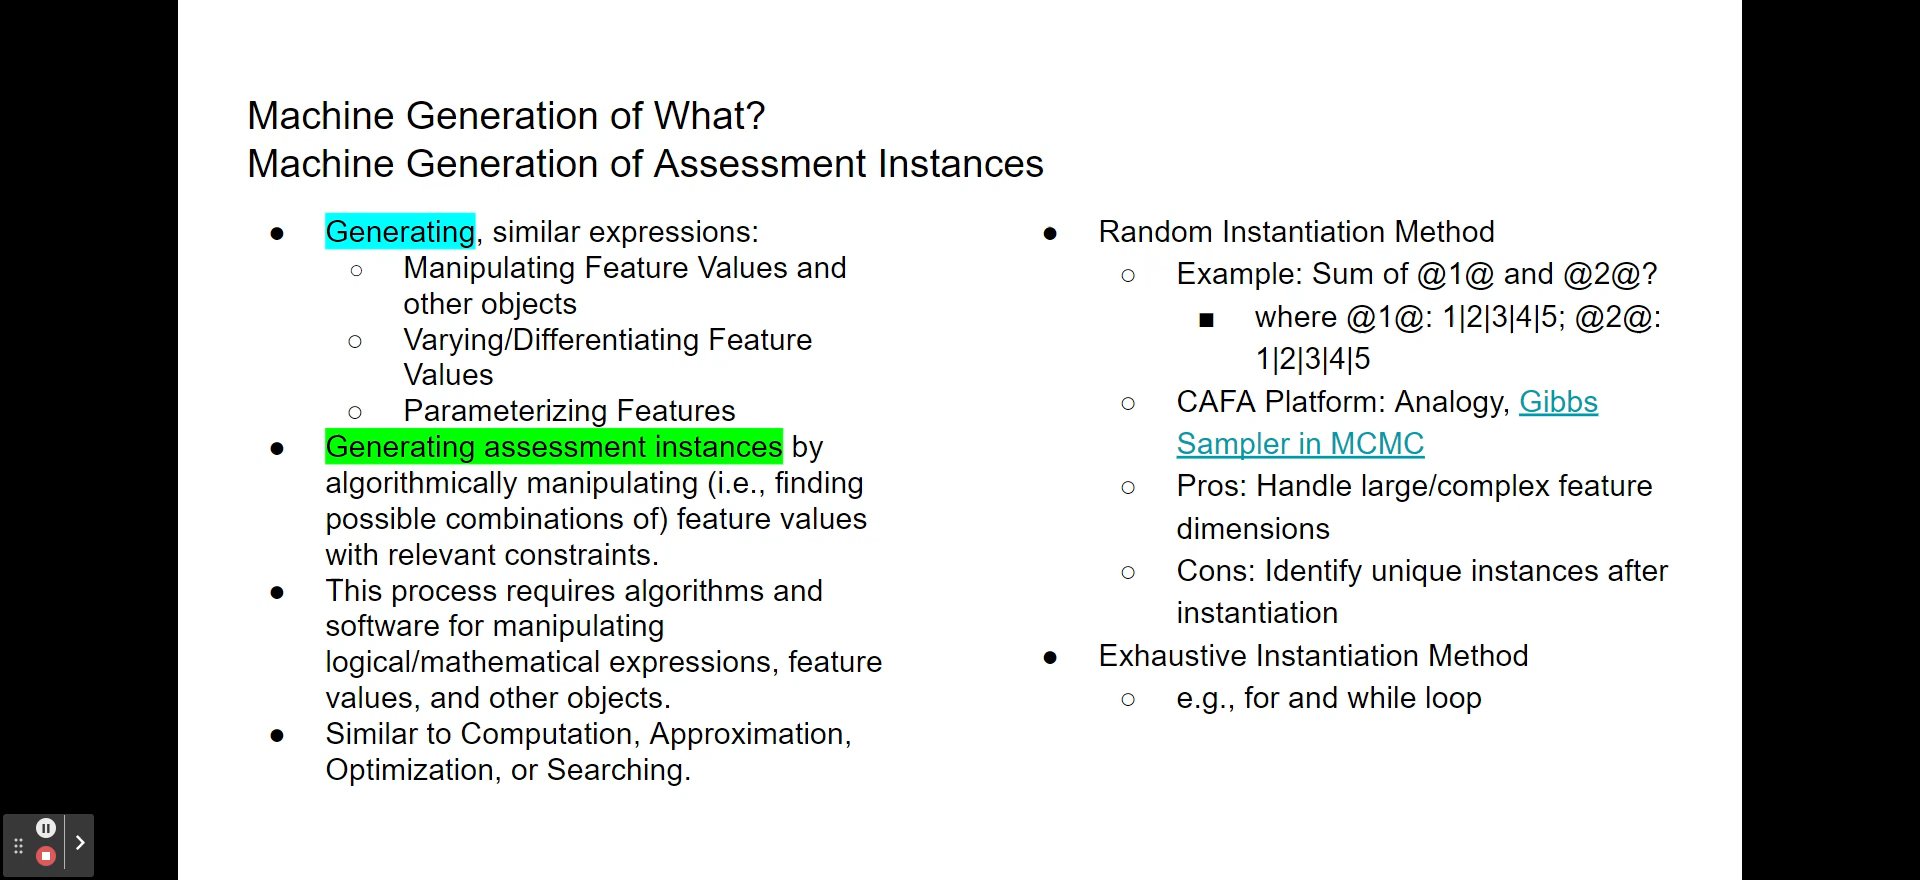 Machine Generation of What?
Machine Generation of Assessment Instances
● Generating, similar expressions:
○ Manipulating Feature Values and
other objects
○ Varying/Differentiating Feature
Values
○ Parameterizing Features
● Generating assessment instances by
algorithmically manipulating (i.e., finding
possible combinations of) feature values
with relevant constraints.
● This process requires algorithms and
software for manipulating
logical/mathematical expressions, feature
values, and other objects.
● Similar to Computation, Approximation,
Optimization, or Searching.
● Random Instantiation Method
○ Example: Sum of @1@ and @2@?
■ where @1@: 1|2|3|4|5; @2@:
1|2|3|4|5
○ CAFA Platform: Analogy, Gibbs
Sampler in MCMC
○ Pros: Handle large/complex feature
dimensions
○ Cons: Identify unique instances after
instantiation
● Exhaustive Instantiation Method
○ e.g., for and while loop